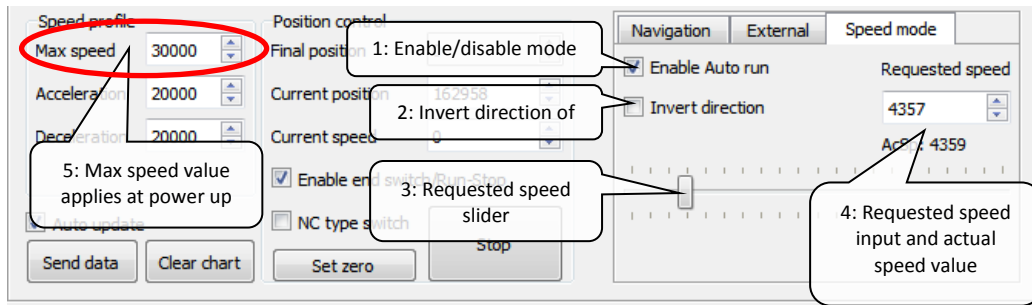 Speed profile
Max speed 30000
Acceleration 20000
Deceleration 20000
5: Max speed value
applies at power up
Auto update
Send data Clear chart
Position control
Final position
Current position 162958
Current speed 0
Enable end switch/Run-Stop
NC type switch
Set zero
Stop
1: Enable/disable mode
2: Invert direction of
3: Requested speed
slider
Navigation External Speed mode
Enable Auto run
Invert direction
Requested speed
4357
AcSp: 4359
4: Requested speed
input and actual
speed value